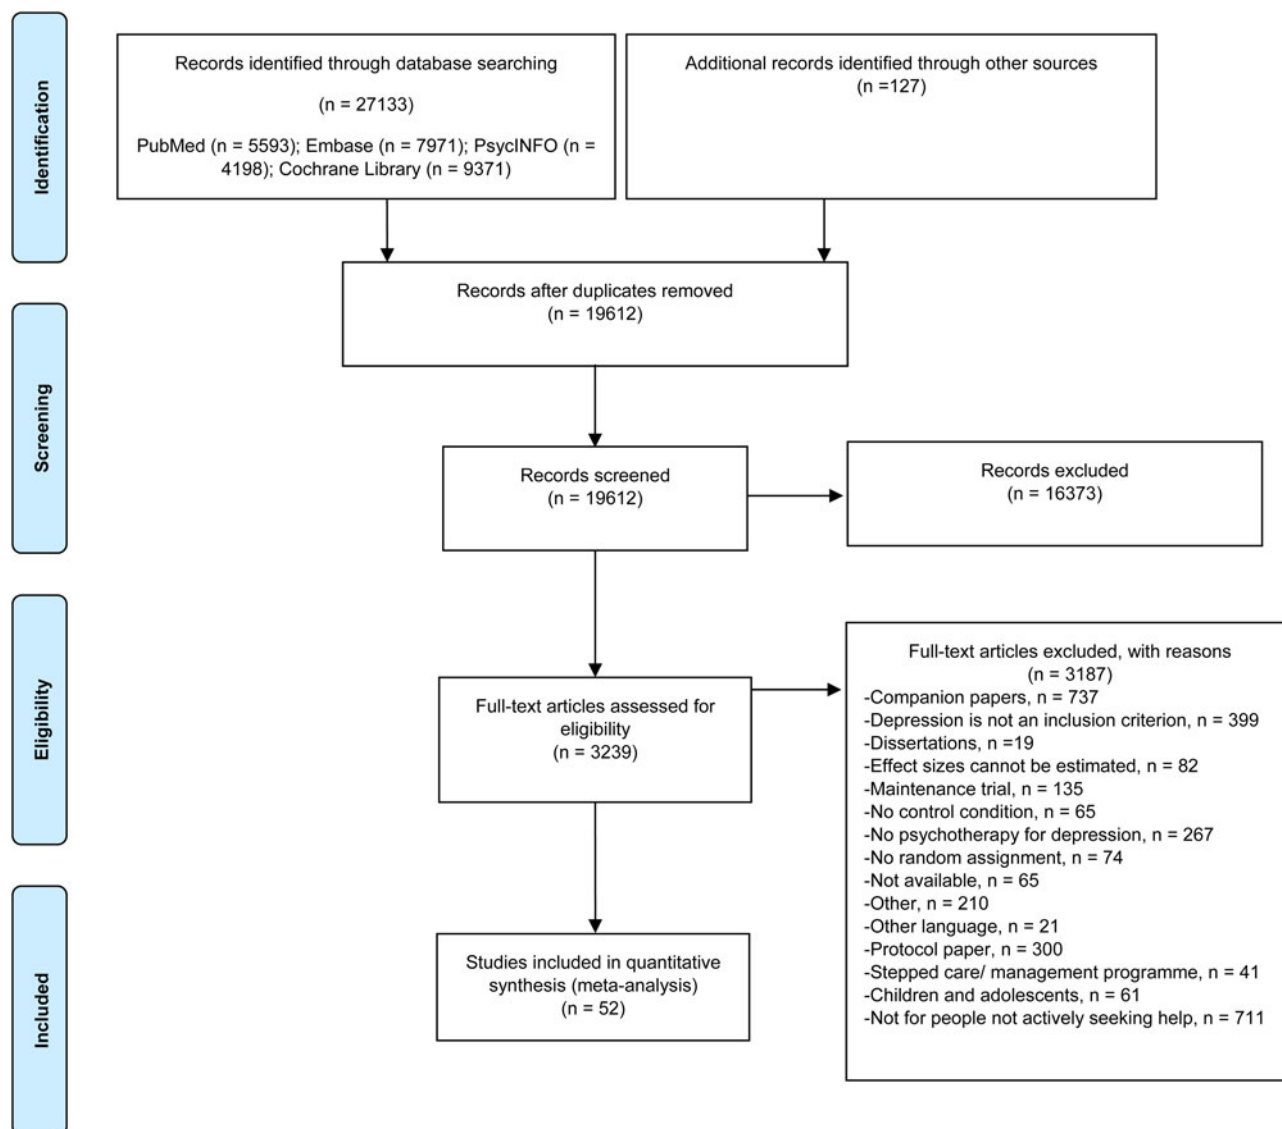 Identification
Records identified through database searching
(n = 27133)
PubMed (n = 5593); Embase (n = 7971); PsycINFO (n =
4198); Cochrane Library (n = 9371)
Additional records identified through other sources
(n =127)
Records after duplicates removed
(n = 19612)
Screening
Records screened
(n = 19612)
Records excluded
(n = 16373)
Eligibility
Full-text articles assessed for
eligibility
(n = 3239)
Full-text articles excluded, with reasons
(n = 3187)
-Companion papers, n = 737
-Depression is not an inclusion criterion, n = 399
-Dissertations, n =19
-Effect sizes cannot be estimated, n = 82
-Maintenance trial, n = 135
-No control condition, n = 65
-No psychotherapy for depression, n = 267
-No random assignment, n = 74
-Not available, n = 65
-Other, n = 210
-Other language, n = 21
-Protocol paper, n = 300
-Stepped care/ management programme, n = 41
-Children and adolescents, n = 61
-Not for people not actively seeking help, n = 711
Included
Studies included in quantitative
synthesis (meta-analysis)
(n = 52)